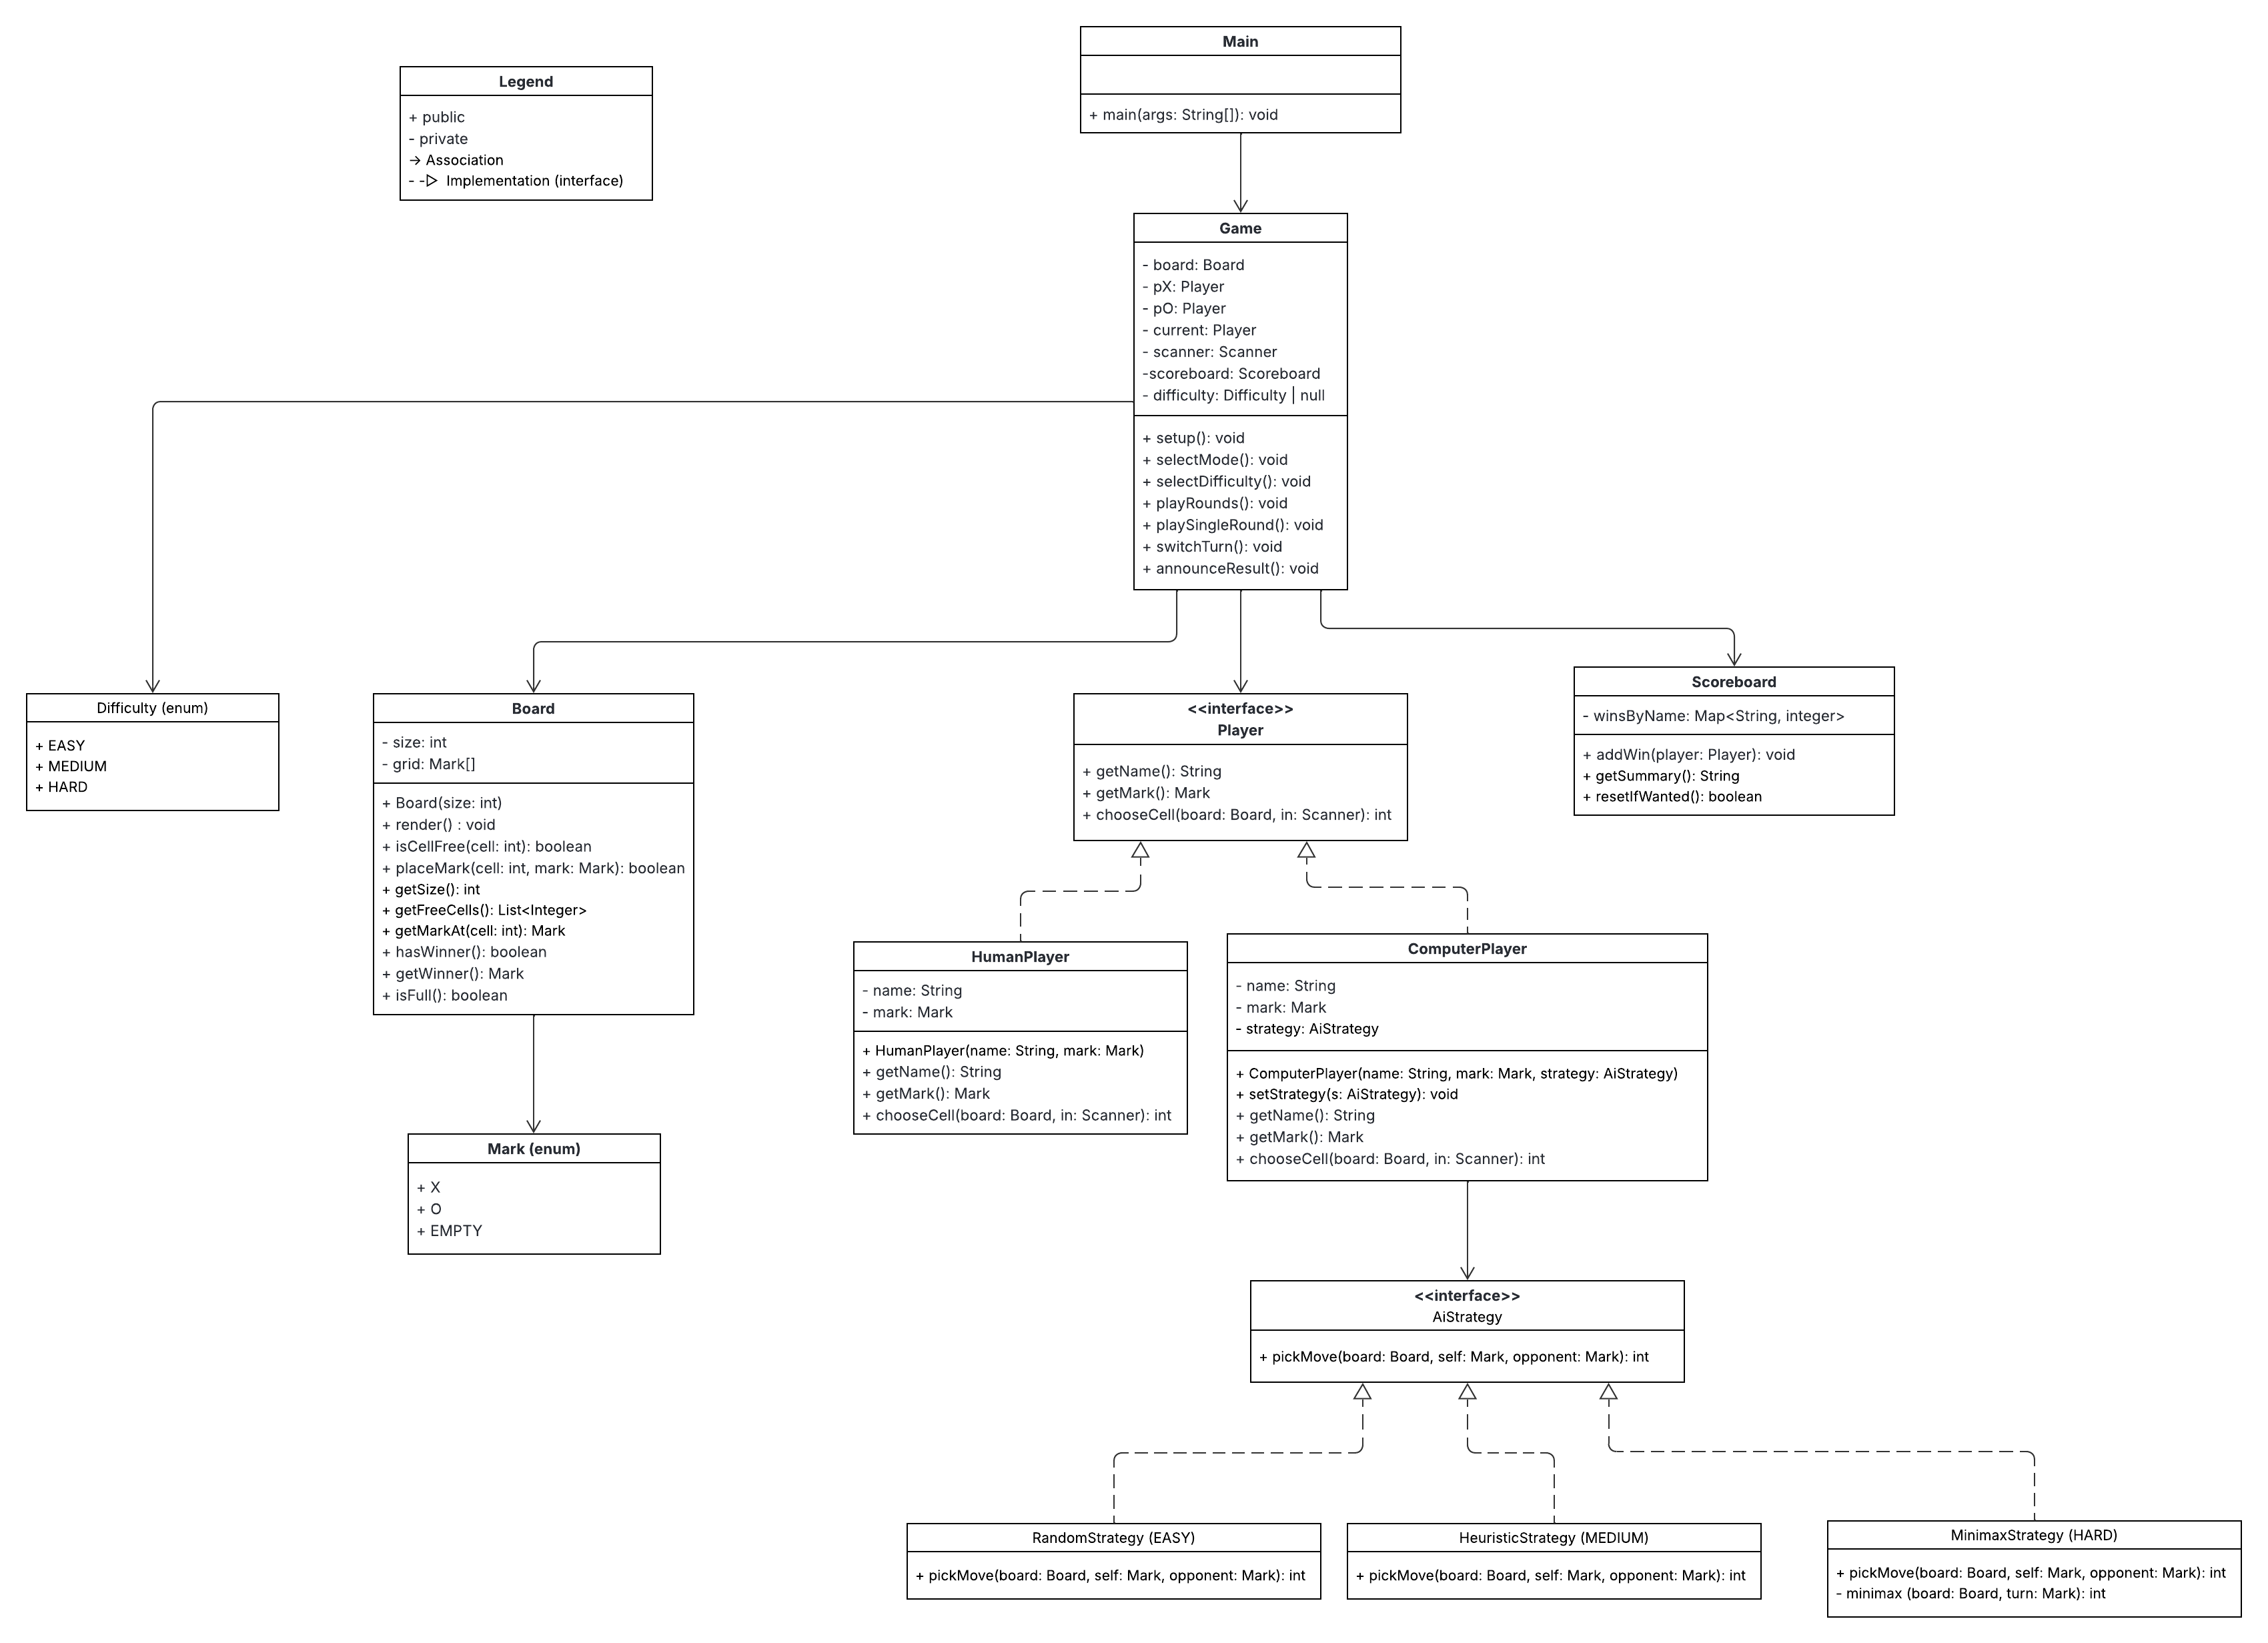 Main
+ main(args: String[]): void
Legend
+ public
- private
→ Association
- -▷ Implementation (interface)
Game
- board: Board
- pX: Player
- pO: Player
- current: Player
- scanner: Scanner
-scoreboard: Scoreboard
- difficulty: Difficulty | null
+ setup(): void
+ selectMode(): void
+ selectDifficulty(): void
+ playRounds(): void
+ playSingleRound(): void
+ switchTurn(): void
+ announceResult(): void
Difficulty (enum)
+ EASY
+ MEDIUM
+ HARD
Board
- size: int
- grid: Mark[]
+ Board(size: int)
+ render() : void
+ isCellFree(cell: int): boolean
+ placeMark(cell: int, mark: Mark): boolean
+ getSize(): int
+ getFreeCells(): List<Integer>
+ getMarkAt(cell: int): Mark
+ hasWinner(): boolean
+ getWinner(): Mark
+ isFull(): boolean
<<interface>>
Player
+ getName(): String
+ getMark(): Mark
+ chooseCell(board: Board, in: Scanner): int
Scoreboard
- winsByName: Map<String, integer>
+ addWin(player: Player): void
+ getSummary(): String
+ resetIfWanted(): boolean
HumanPlayer
- name: String
- mark: Mark
+ HumanPlayer(name: String, mark: Mark)
+ getName(): String
+ getMark(): Mark
+ chooseCell(board: Board, in: Scanner): int
ComputerPlayer
- name: String
- mark: Mark
- strategy: AiStrategy
+ ComputerPlayer(name: String, mark: Mark, strategy: AiStrategy)
+ setStrategy(s: AiStrategy): void
+ getName(): String
+ getMark(): Mark
+ chooseCell(board: Board, in: Scanner): int
Mark (enum)
+ X
+ O
+ EMPTY
<<interface>>
AiStrategy
+ pickMove(board: Board, self: Mark, opponent: Mark): int
RandomStrategy (EASY)
+ pickMove(board: Board, self: Mark, opponent: Mark): int
HeuristicStrategy (MEDIUM)
+ pickMove(board: Board, self: Mark, opponent: Mark): int
MinimaxStrategy (HARD)
+ pickMove(board: Board, self: Mark, opponent: Mark): int
- minimax (board: Board, turn: Mark): int